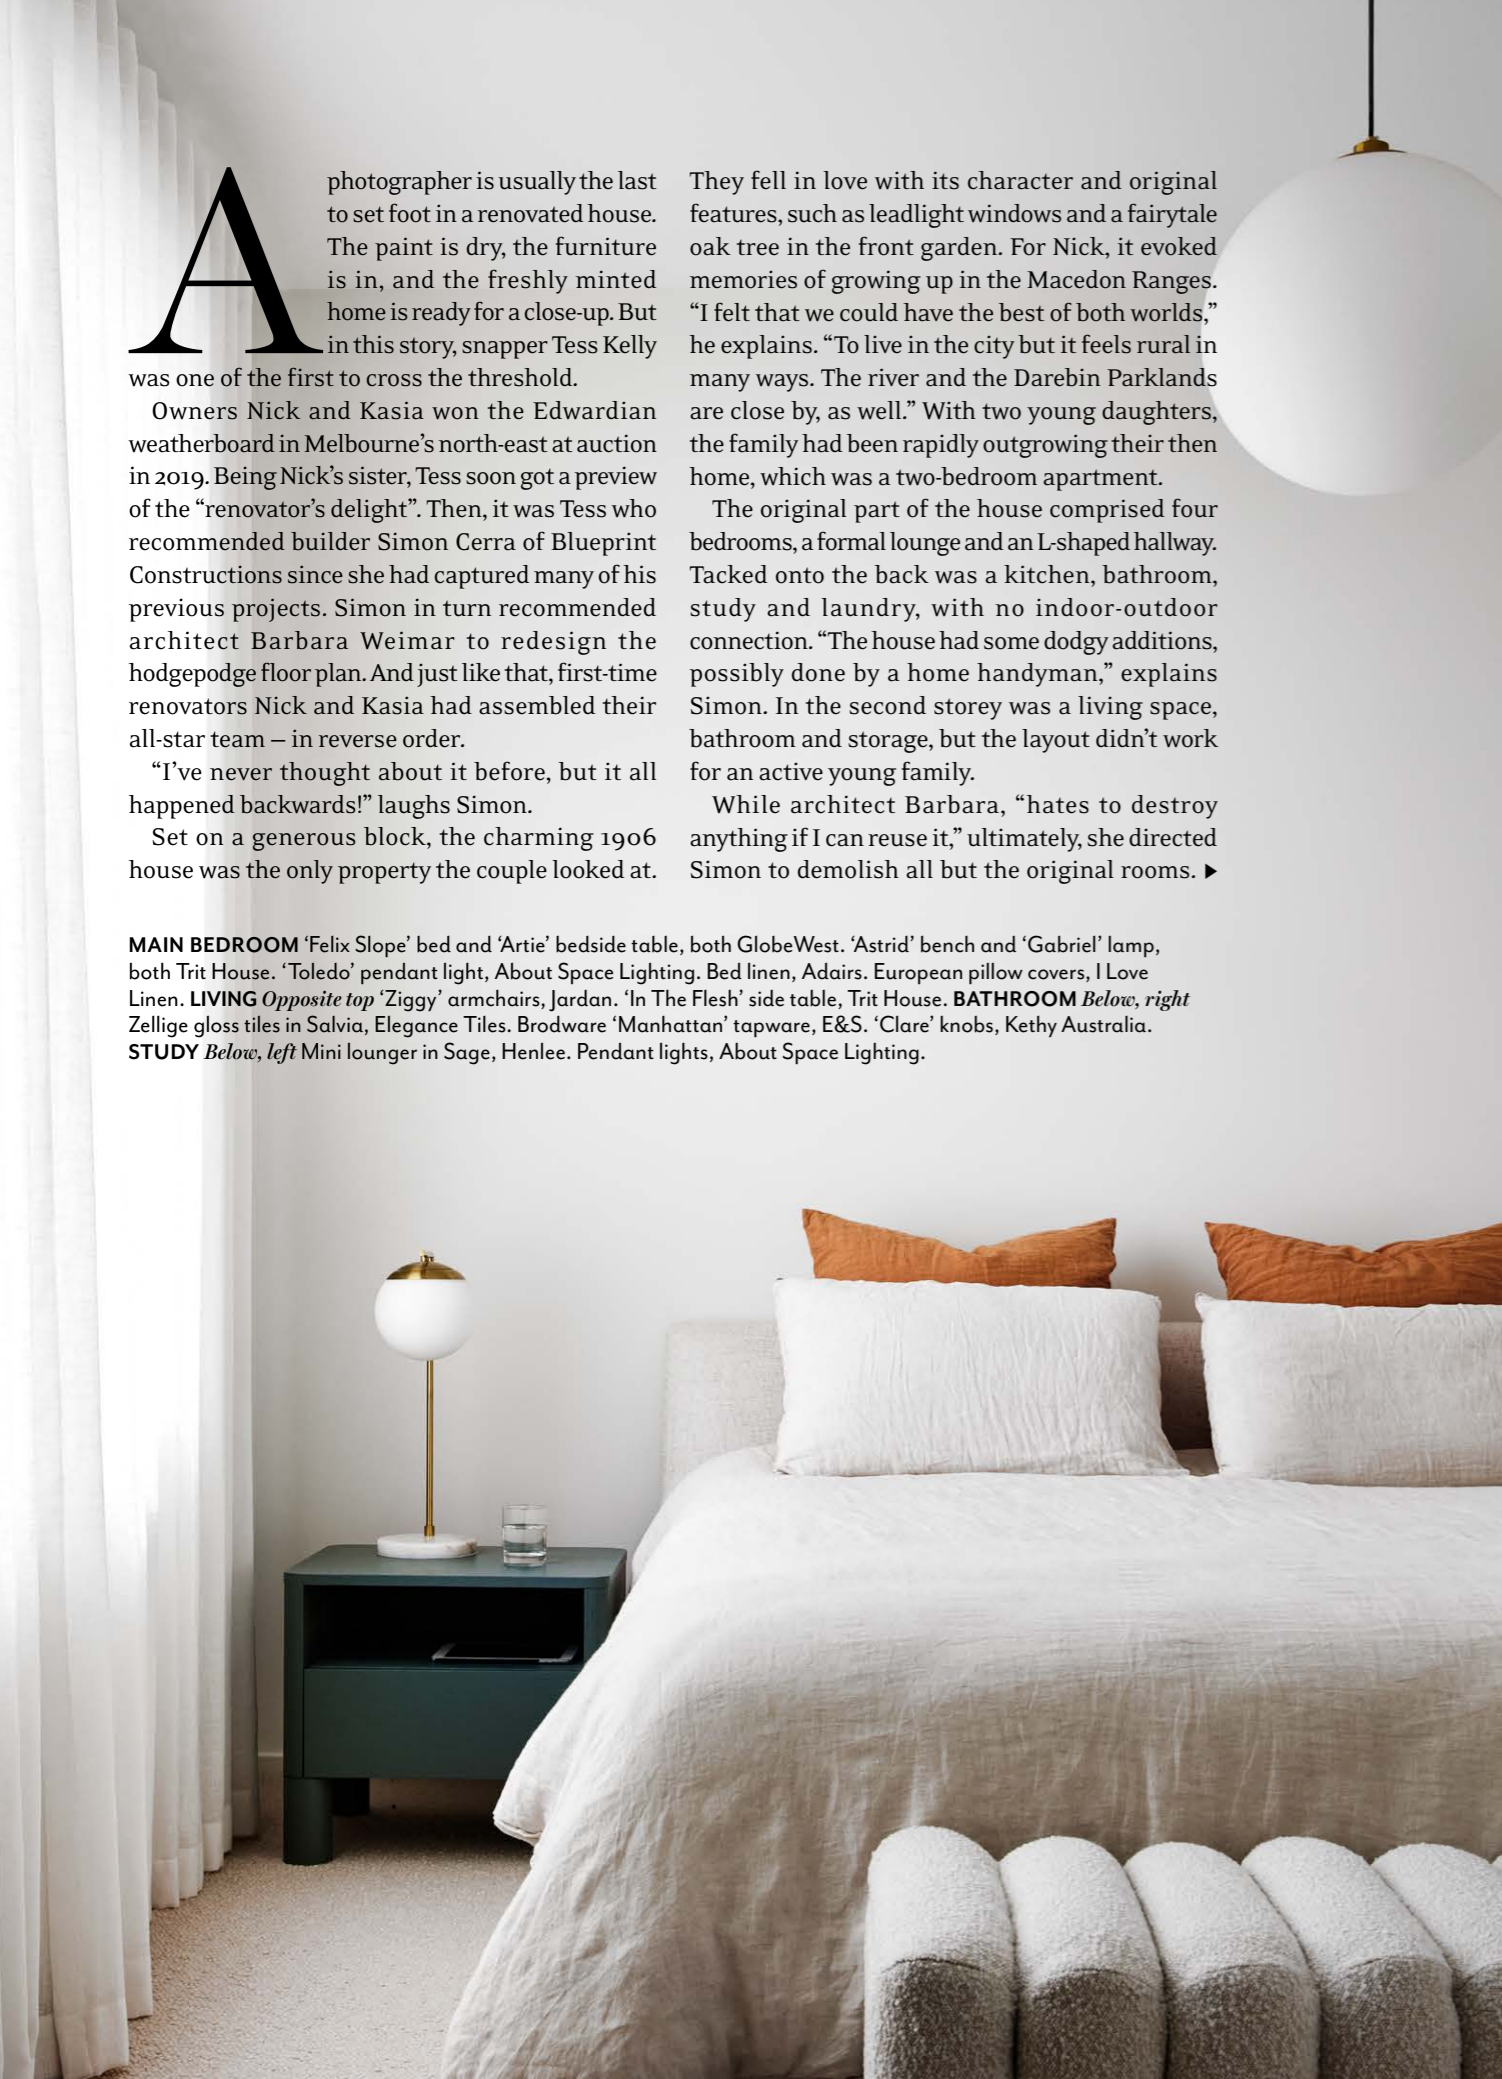 A photographer is usually the last
to set foot in a renovated house.
The paint is dry, the furniture
is in, and the freshly minted
home is ready for a close-up. But
in this story, snapper Tess Kelly
was one of the first to cross the threshold.
Owners Nick and Kasia won the Edwardian
weatherboard in Melbourne’s north-east at auction
in 2019. Being Nick’s sister, Tess soon got a preview
of the “renovator’s delight”. Then, it was Tess who
recommended builder Simon Cerra of Blueprint
Constructions since she had captured many of his
previous projects. Simon in turn recommended
architect Barbara Weimar to redesign the
hodgepodge floor plan. And just like that, first-time
renovators Nick and Kasia had assembled their
all-star team – in reverse order.
“I’ve never thought about it before, but it all
happened backwards!” laughs Simon.
Set on a generous block, the charming 1906
house was the only property the couple looked at.
They fell in love with its character and original
features, such as leadlight windows and a fairytale
oak tree in the front garden. For Nick, it evoked
memories of growing up in the Macedon Ranges.
“I felt that we could have the best of both worlds,”
he explains. “To live in the city but it feels rural in
many ways. The river and the Darebin Parklands
are close by, as well.” With two young daughters,
the family had been rapidly outgrowing their then
home, which was a two-bedroom apartment.
The original part of the house comprised four
bedrooms, a formal lounge and an L-shaped hallway.
Tacked onto the back was a kitchen, bathroom,
study and laundry, with no indoor-outdoor
connection. “The house had some dodgy additions,
possibly done by a home handyman,” explains
Simon. In the second storey was a living space,
bathroom and storage, but the layout didn’t work
for an active young family.
While architect Barbara, “hates to destroy
anything if I can reuse it,” ultimately, she directed
Simon to demolish all but the original rooms. ▶
MAIN BEDROOM ‘Felix Slope’ bed and ‘Artie’ bedside table, both GlobeWest. ‘Astrid’ bench and ‘Gabriel’ lamp,
both Trit House. ‘Toledo’ pendant light, About Space Lighting. Bed linen, Adairs. European pillow covers, I Love
Linen. LIVING Opposite top ‘Ziggy’ armchairs, Jardan. ‘In The Flesh’ side table, Trit House. BATHROOM Below, right
Zellige gloss tiles in Salvia, Elegance Tiles. Brodware ‘Manhattan’ tapware, E&S. ‘Clare’ knobs, Kethy Australia.
STUDY Below, left Mini lounger in Sage, Henlee. Pendant lights, About Space Lighting.